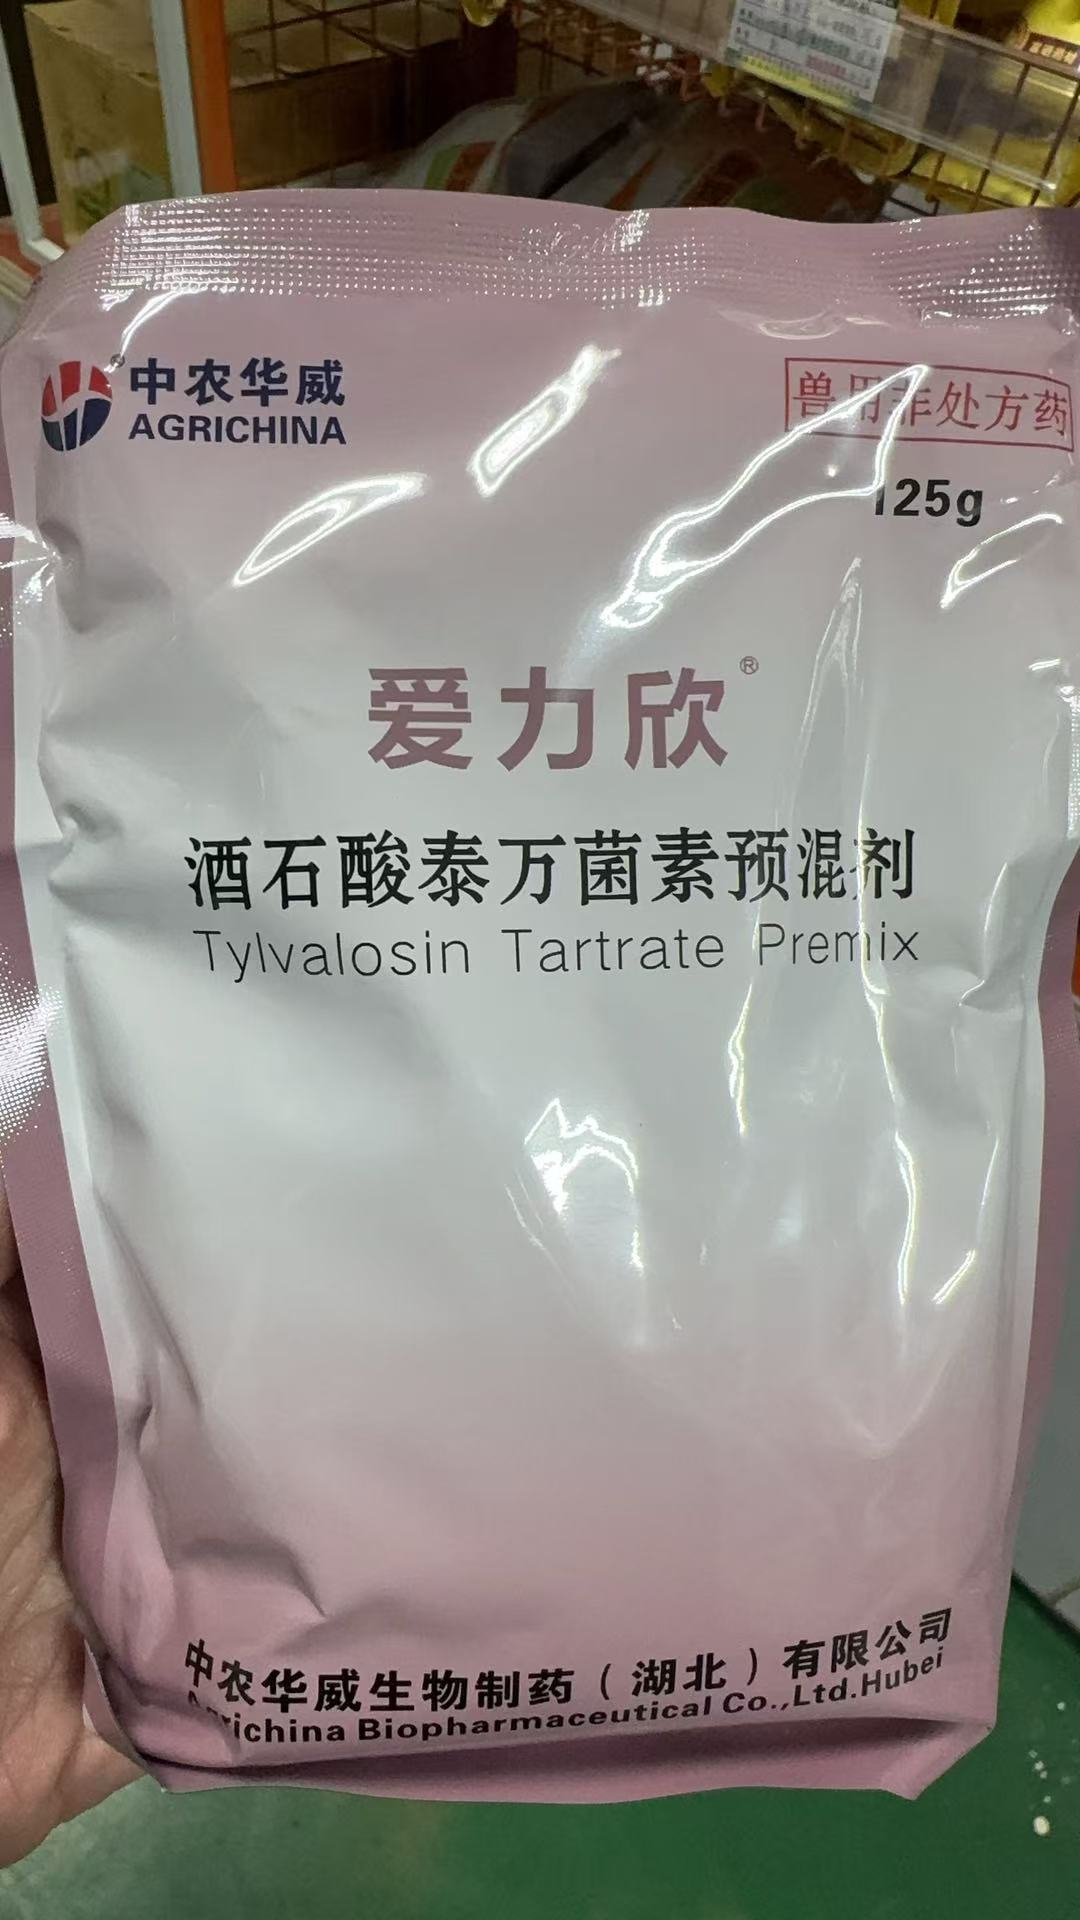 中农华威
AGRICHINA
兽用非处方药
125g
爱力欣®
酒石酸泰万菌素预混剂
Tylvalosin Tartrate Premix
中农华威生物制药（湖北）有限公司
Agrichina Biopharmaceutical Co.,Ltd.Hubei